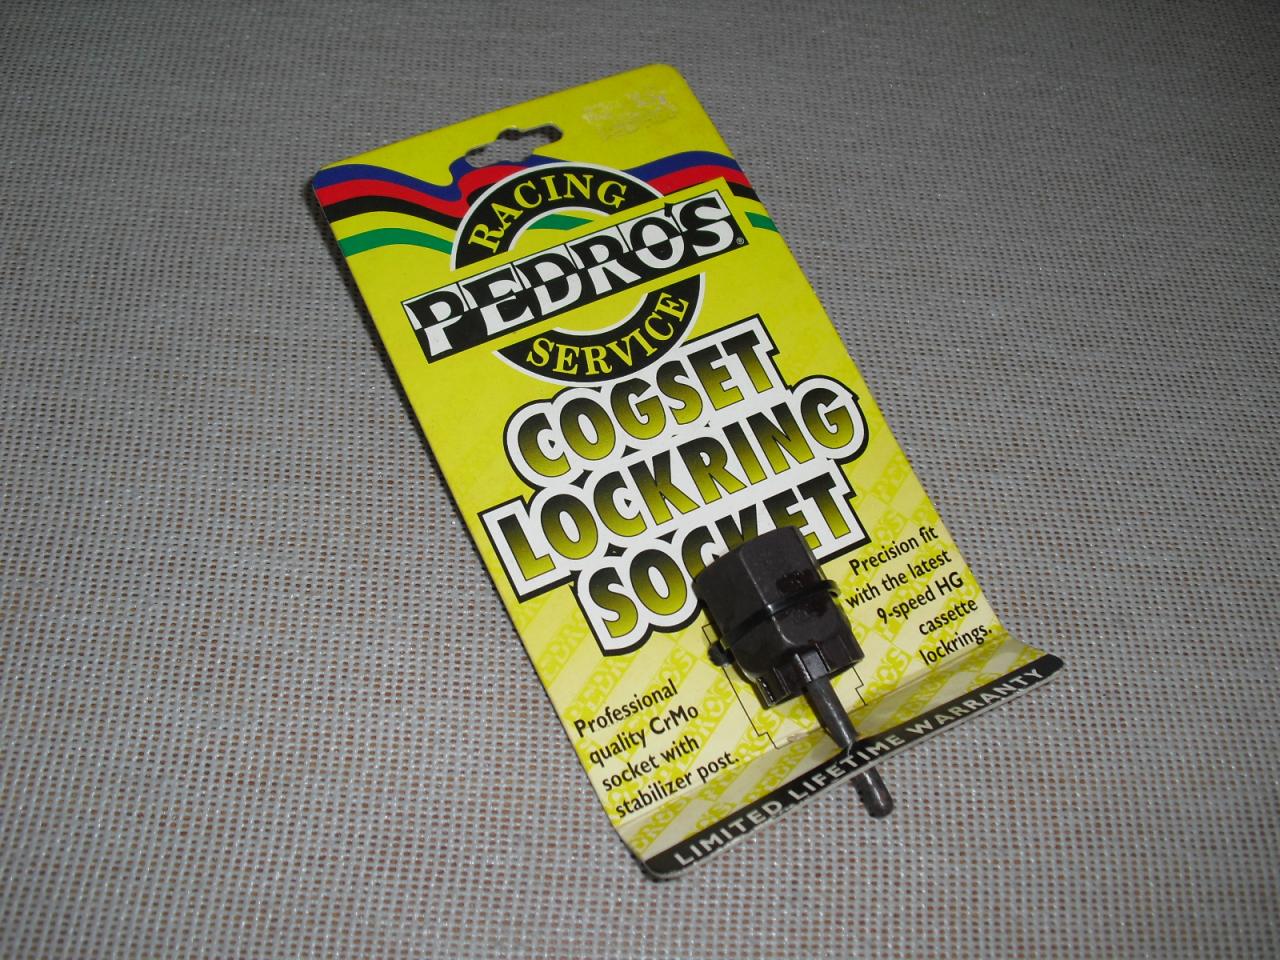 RACING
PEDRO'S®
SERVICE
COGSET
LOCKRING
SOCKET
Precision fit
with the latest
9-speed HG
cassette
lockrings.
Professional
quality CrMo
socket with
stabilizer post.
LIMITED LIFETIME WARRANTY